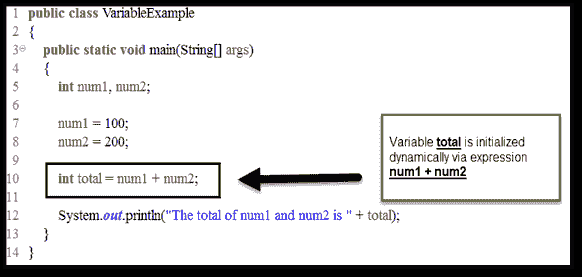 1 public class VariableExample
2 {
3 public static void main(String[] args)
4 {
5 int num1, num2;
6
7 num1 = 100;
8 num2 = 200;
9
10 int total = num1 + num2;
11
12 System.out.println("The total of num1 and num2 is " + total);
13 }
14 }
Variable total is initialized
dynamically via expression
num1 + num2